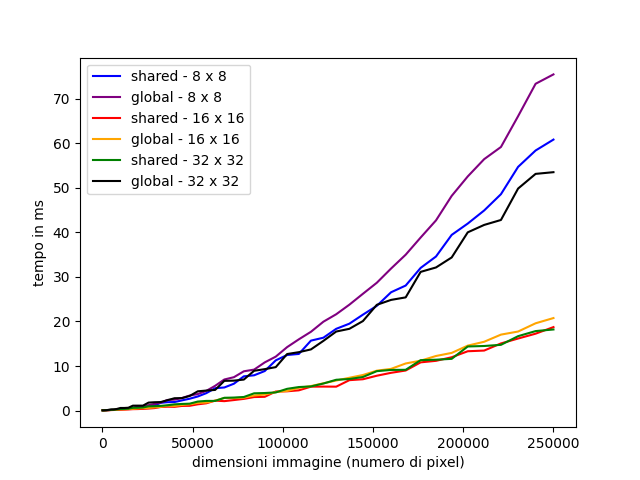 shared - 8 x 8
global - 8 x 8
shared - 16 x 16
global - 16 x 16
shared - 32 x 32
global - 32 x 32
70
60
50
40
30
20
10
0
tempo in ms
0 50000 100000 150000 200000 250000
dimensioni immagine (numero di pixel)